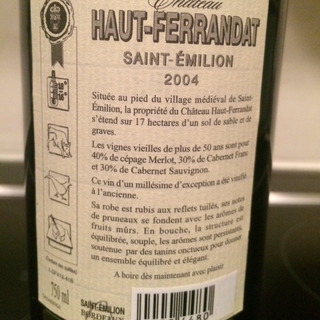 Château
HAUT-FERRANDAT
SAINT-ÉMILION
2004
Située au pied du village médiéval de Saint-
Émilion, la propriété du Château Haut-Ferrandat
s'étend sur 17 hectares d'un sol de sable et de
graves.
Les vignes vieilles de plus de 50 ans sont pour
40% de cépage Merlot, 30% de Cabernet Franc
et 30% de Cabernet Sauvignon.
Ce vin d'un millésime d'exception a été vinifié
à l'ancienne.
Sa robe est rubis aux reflets tuilés, ses notes
de pruneaux se fondent avec les arômes de
fruits mûrs. En bouche, la structure est
équilibrée, souple, les arômes sont persistants,
soutenue par des tanins onctueux pour donner
un ensemble équilibré et élégant.
A boire dès maintenant avec plaisir.
750 ml
SAINT-ÉMILION
BORDEAUX